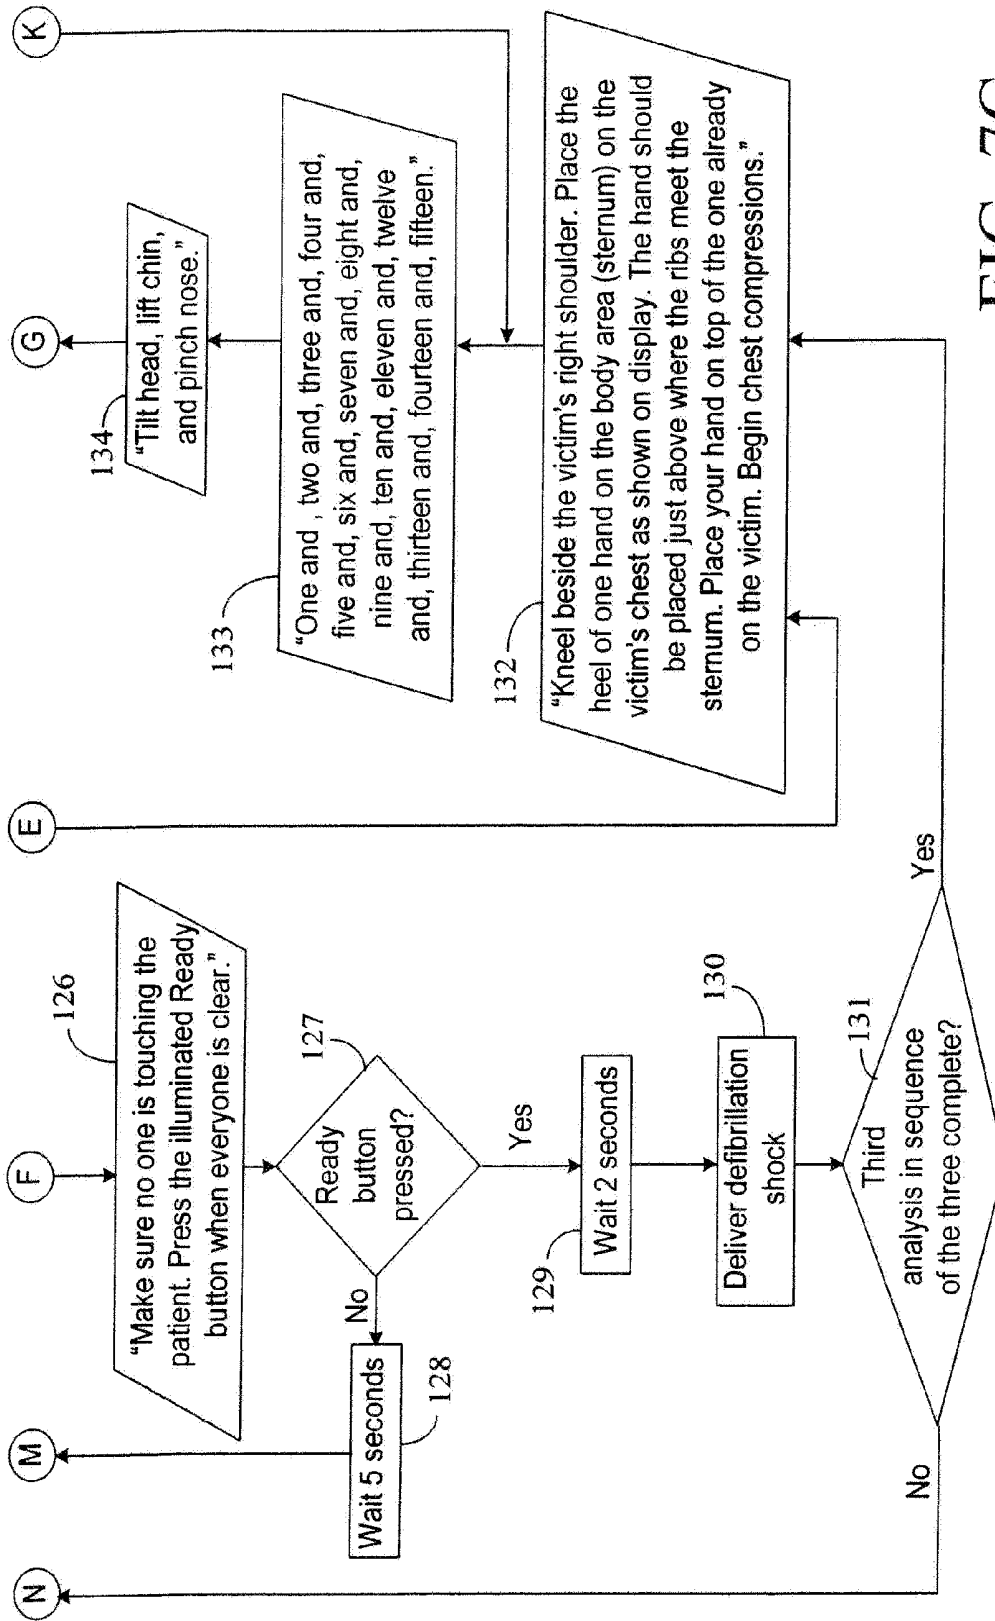 N
M
F
E
G
K
126
"Make sure no one is touching the
patient. Press the illuminated Ready
button when everyone is clear."
127
Ready
button
pressed?
No
Wait 5 seconds
128
Yes
129
Wait 2 seconds
130
Deliver defibrillation
shock
131
Third
analysis in sequence
of the three complete?
No
Yes
134
"Tilt head, lift chin,
and pinch nose."
133
"One and , two and, three and, four and,
five and, six and, seven and, eight and,
nine and, ten and, eleven and, twelve
and, thirteen and, fourteen and, fifteen."
132
"Kneel beside the victim's right shoulder. Place the
heel of one hand on the body area (sternum) on the
victim's chest as shown on display. The hand should
be placed just above where the ribs meet the
sternum. Place your hand on top of the one already
on the victim. Begin chest compressions."